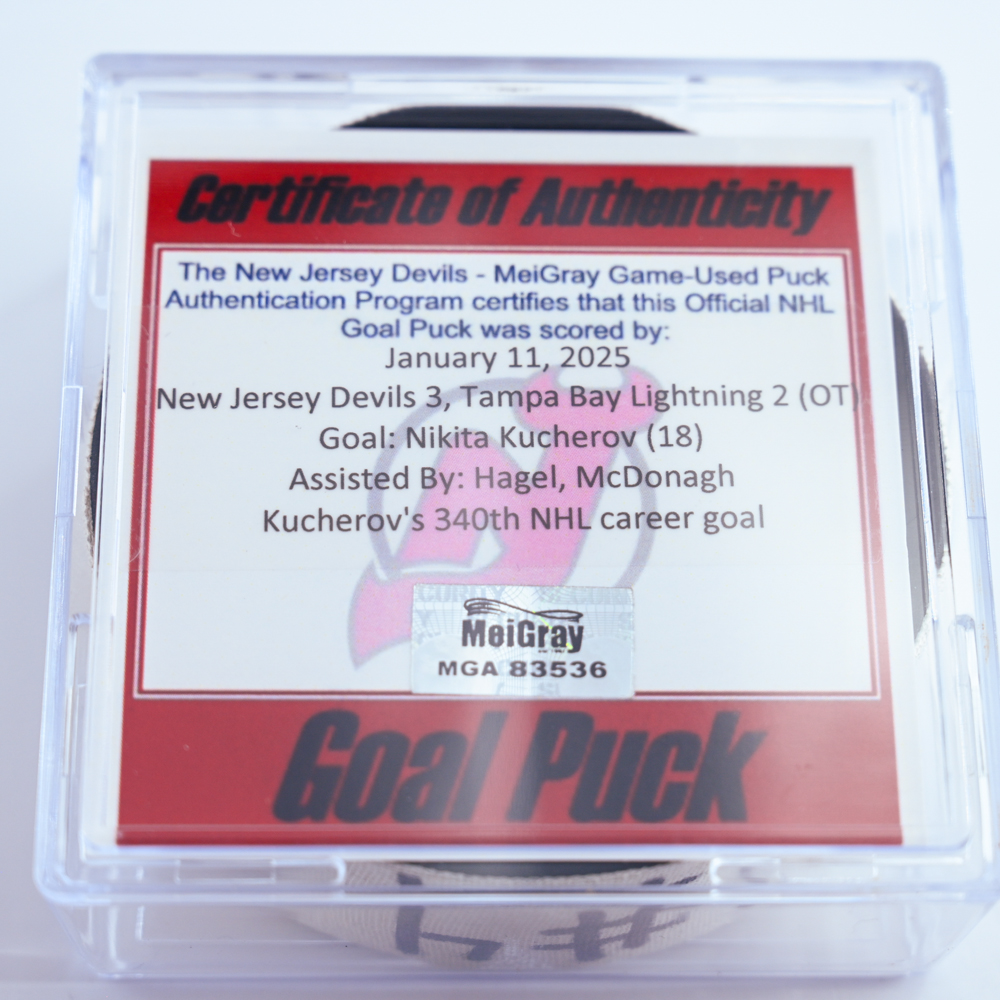 Certificate of Authenticity
The New Jersey Devils - MeiGray Game-Used Puck
Authentication Program certifies that this Official NHL
Goal Puck was scored by:
January 11, 2025
New Jersey Devils 3, Tampa Bay Lightning 2 (OT)
Goal: Nikita Kucherov (18)
Assisted By: Hagel, McDonagh
Kucherov's 340th NHL career goal
MeiGray
MGA 83536
Goal Puck